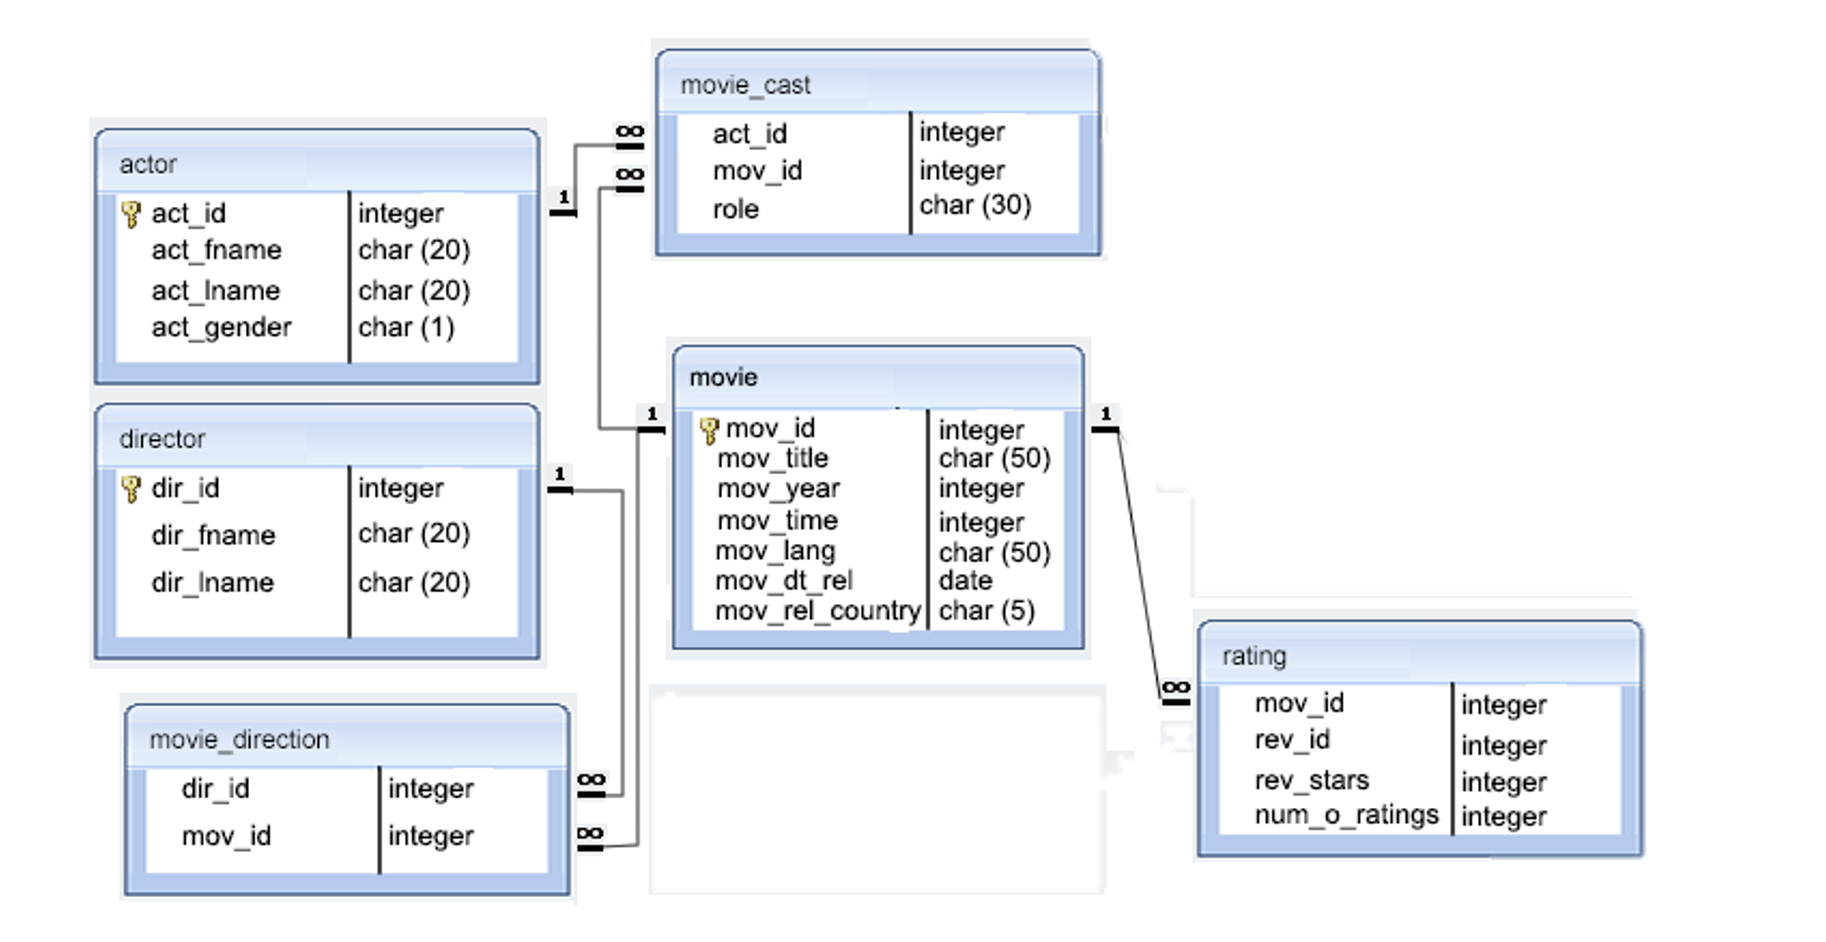 movie_cast
act_id integer
mov_id integer
role char (30)
∞
∞
actor
act_id integer
act_fname char (20)
act_lname char (20)
act_gender char (1)
1
movie
mov_id integer
mov_title char (50)
mov_year integer
mov_time integer
mov_lang char (50)
mov_dt_rel date
mov_rel_country char (5)
1
1
director
dir_id integer
dir_fname char (20)
dir_lname char (20)
1
rating
mov_id integer
rev_id integer
rev_stars integer
num_o_ratings integer
∞
movie_direction
dir_id integer
mov_id integer
∞
∞